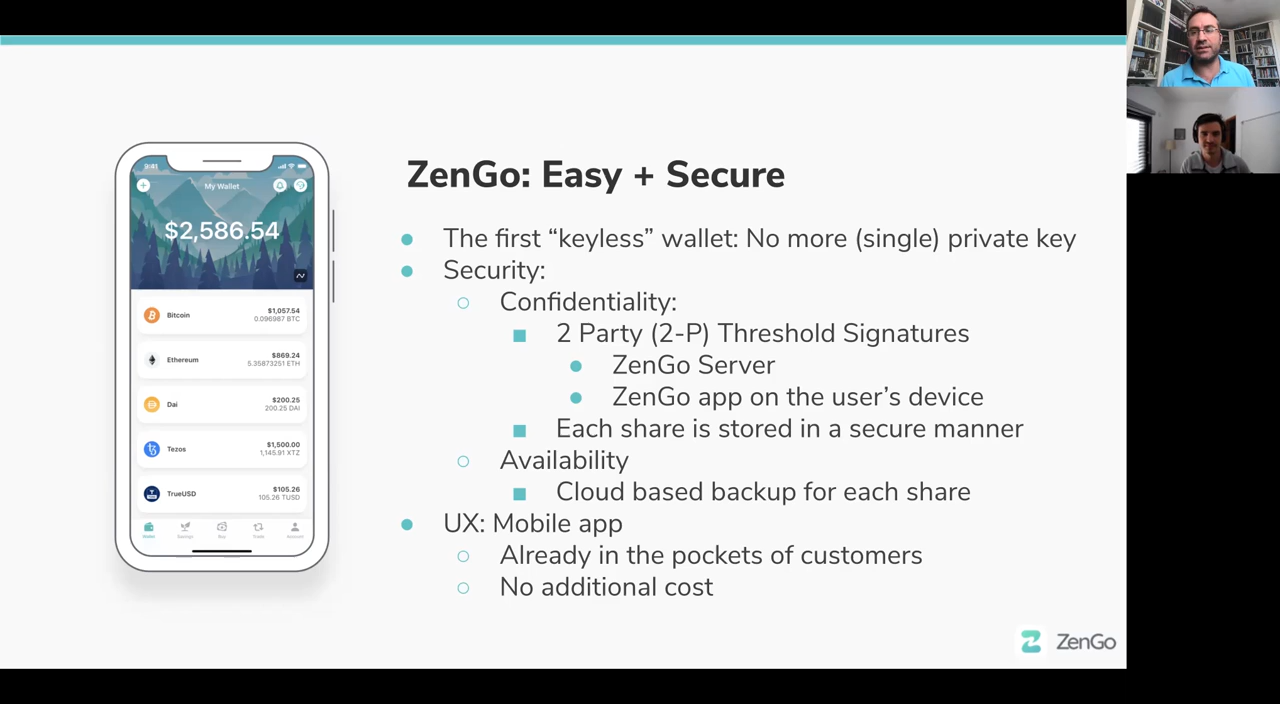 9:41
My Wallet
$2,586.54
Bitcoin
$1,057.54
0.096987 BTC
Ethereum
$869.24
5.35873251 ETH
Dai
$200.25
200.25 DAI
Tezos
$1,500.00
1,145.91 XTZ
TrueUSD
$105.26
105.26 TUSD
Wallet
Savings
Buy
Trade
Account
ZenGo: Easy + Secure
The first “keyless” wallet: No more (single) private key
Security:
Confidentiality:
2 Party (2-P) Threshold Signatures
ZenGo Server
ZenGo app on the user’s device
Each share is stored in a secure manner
Availability
Cloud based backup for each share
UX: Mobile app
Already in the pockets of customers
No additional cost
ZenGo